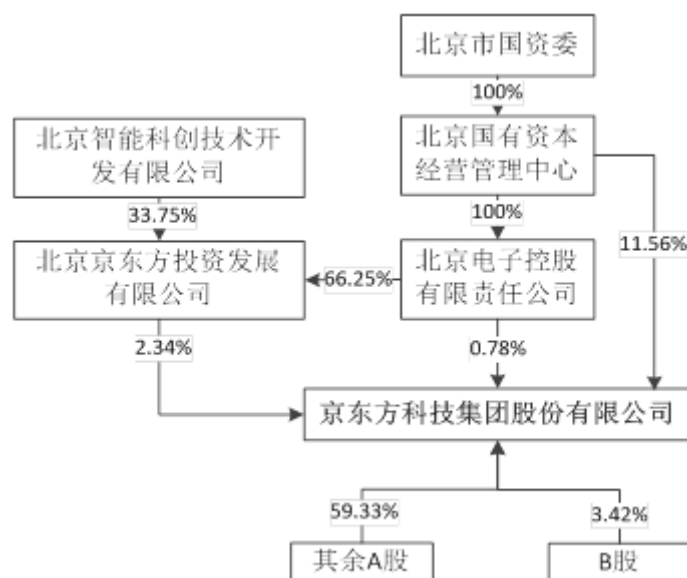 北京市国资委
100%
北京智能科创技术开
发有限公司
北京国有资本
经营管理中心
33.75%
100%
11.56%
北京京东方投资发展
有限公司
66.25%
北京电子控股
有限责任公司
2.34%
0.78%
京东方科技集团股份有限公司
59.33%
3.42%
其余A股
B股